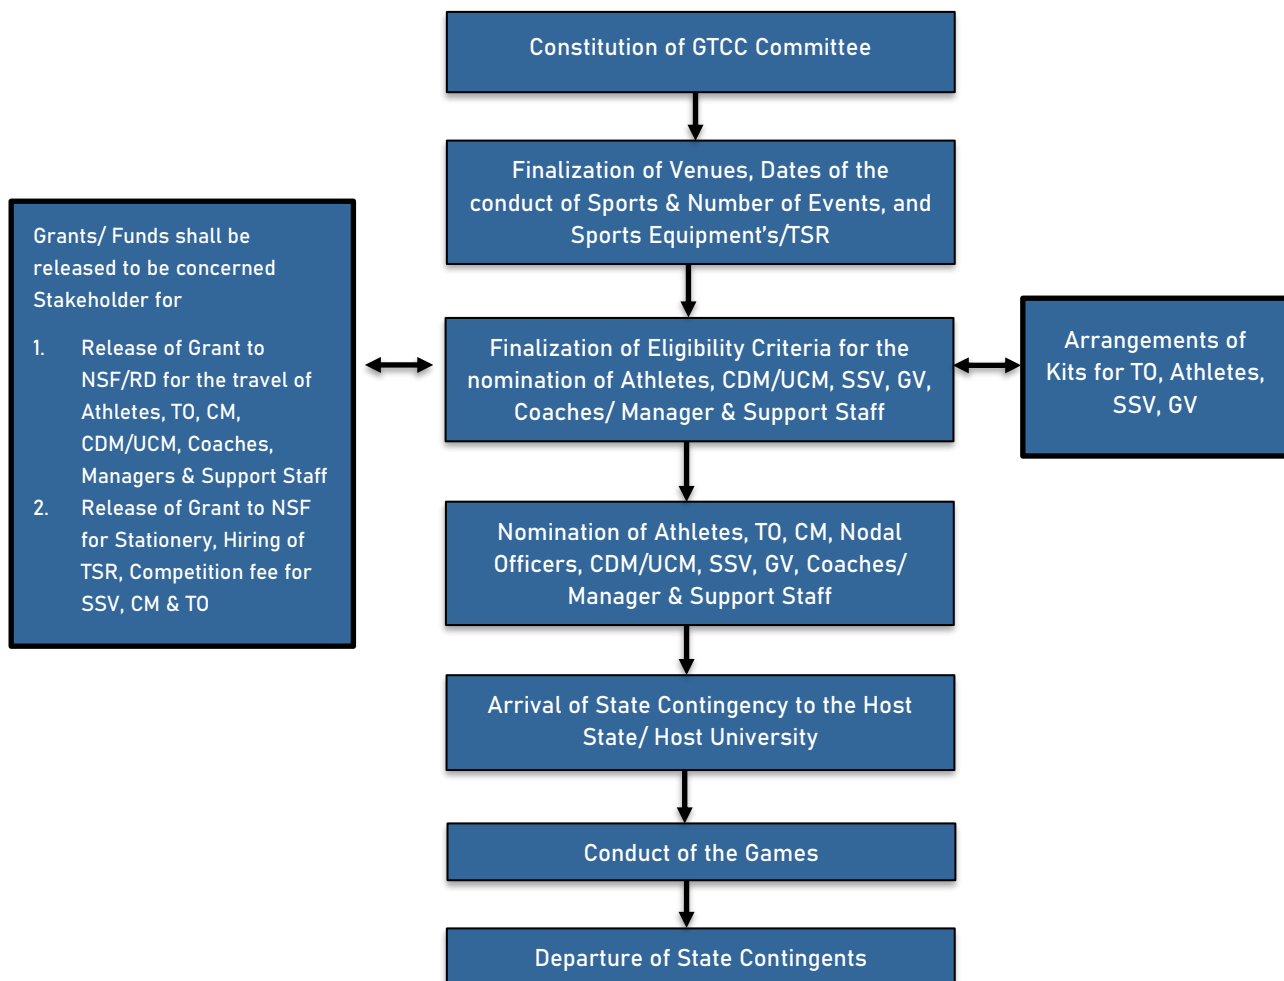 Constitution of GTCC Committee
Finalization of Venues, Dates of the
conduct of Sports & Number of Events, and
Sports Equipment's/TSR
Grants/ Funds shall be
released to be concerned
Stakeholder for
1. Release of Grant to
NSF/RD for the travel of
Athletes, TO, CM,
CDM/UCM, Coaches,
Managers & Support Staff
2. Release of Grant to NSF
for Stationery, Hiring of
TSR, Competition fee for
SSV, CM & TO
Finalization of Eligibility Criteria for the
nomination of Athletes, CDM/UCM, SSV, GV,
Coaches/ Manager & Support Staff
Arrangements of
Kits for TO, Athletes,
SSV, GV
Nomination of Athletes, TO, CM, Nodal
Officers, CDM/UCM, SSV, GV, Coaches/
Manager & Support Staff
Arrival of State Contingency to the Host
State/ Host University
Conduct of the Games
Departure of State Contingents